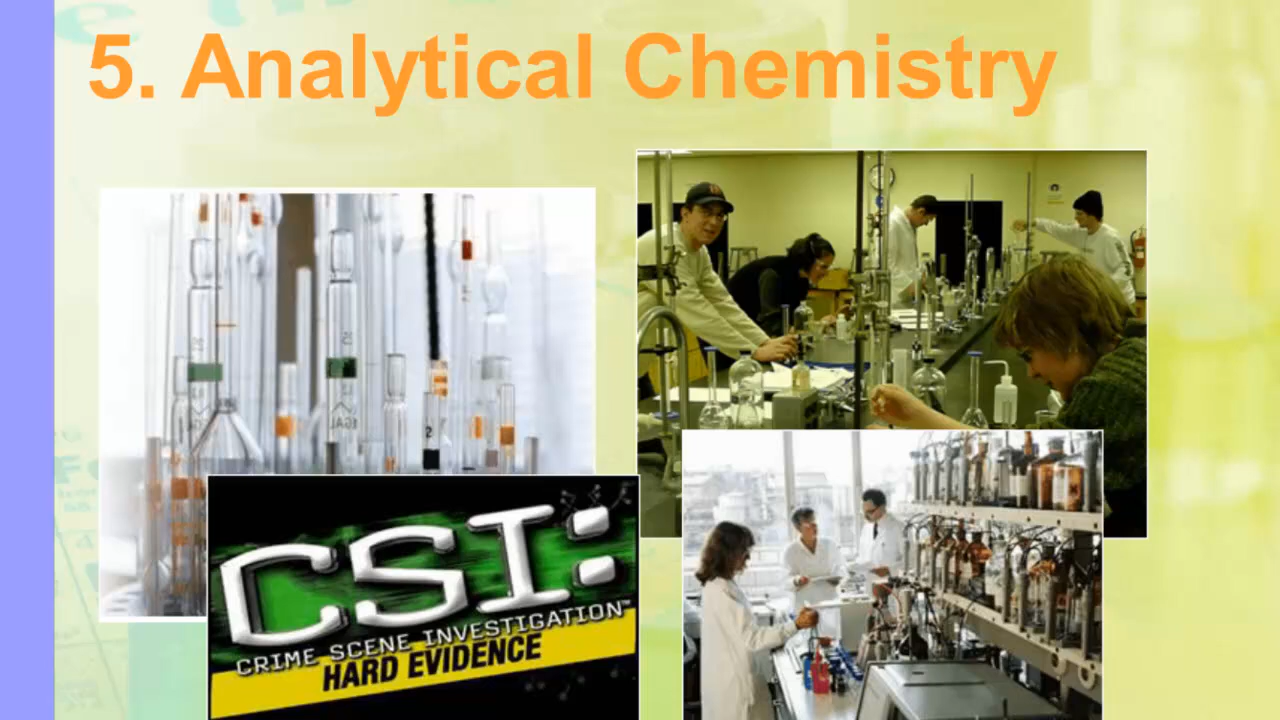 5. Analytical Chemistry
CSI:
CRIME SCENE INVESTIGATION™
HARD EVIDENCE